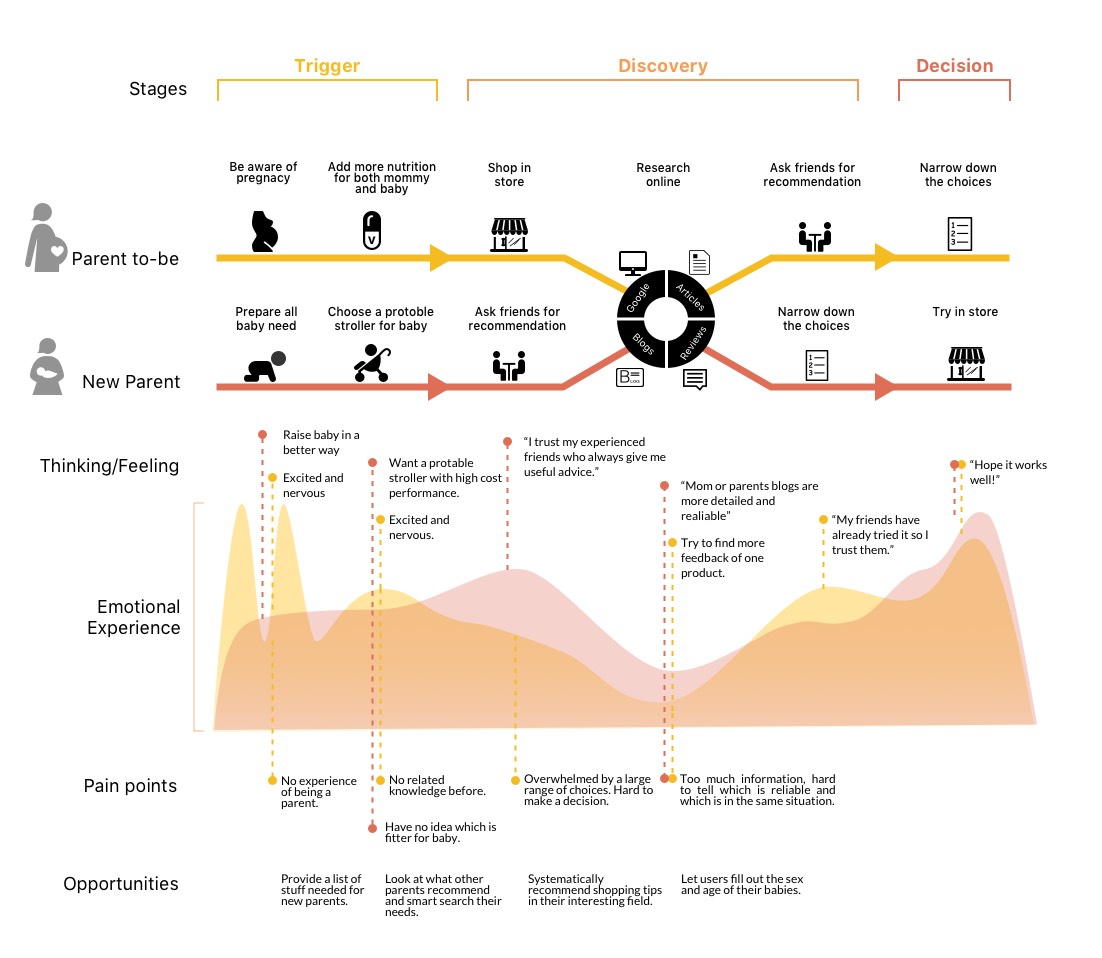 Trigger
Discovery
Decision
Stages
Be aware of
pregnacy
Add more nutrition
for both mommy
and baby
Shop in
store
Research
online
Ask friends for
recommendation
Narrow down
the choices
V
1
2
3
Parent to-be
Google
Articles
Blogs
Reviews
Prepare all
baby need
Choose a protoble
stroller for baby
Ask friends for
recommendation
Narrow down
the choices
Try in store
1
2
3
B
LOG
New Parent
Thinking/Feeling
Raise baby in a
better way
Excited and
nervous
Want a protable
stroller with high cost
performance.
Excited and
nervous.
“I trust my experienced
friends who always give me
useful advice.”
“Mom or parents blogs are
more detailed and
realiable”
Try to find more
feedback of one
product.
“My friends have
already tried it so I
trust them.”
“Hope it works
well!”
Emotional
Experience
Pain points
No experience
of being a
parent.
No related
knowledge before.
Have no idea which is
fitter for baby.
Overwhelmed by a large
range of choices. Hard to
make a decision.
Too much information, hard
to tell which is reliable and
which is in the same situation.
Opportunities
Provide a list of
stuff needed for
new parents.
Look at what other
parents recommend
and smart search their
needs.
Systematically
recommend shopping tips
in their interesting field.
Let users fill out the sex
and age of their babies.